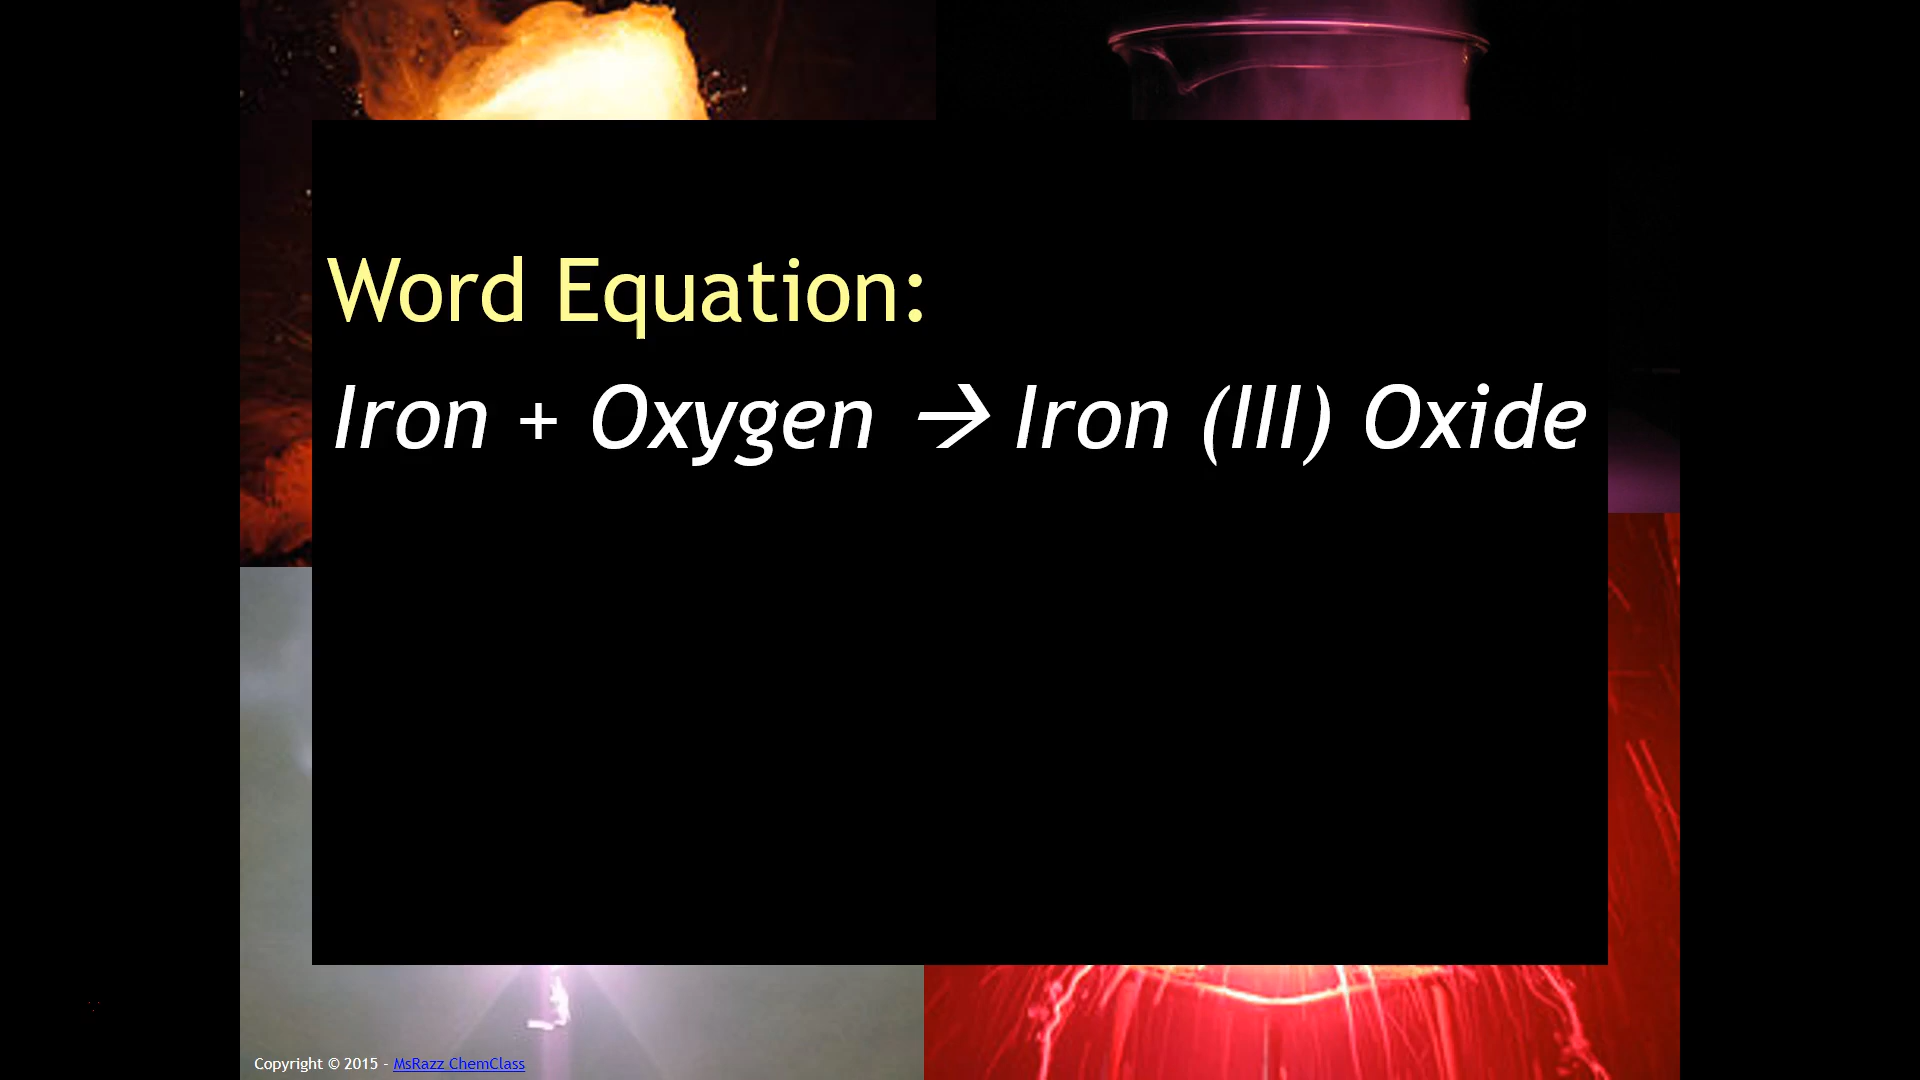 Word Equation:
Iron + Oxygen → Iron (III) Oxide
Copyright © 2015 - MsRazz ChemClass